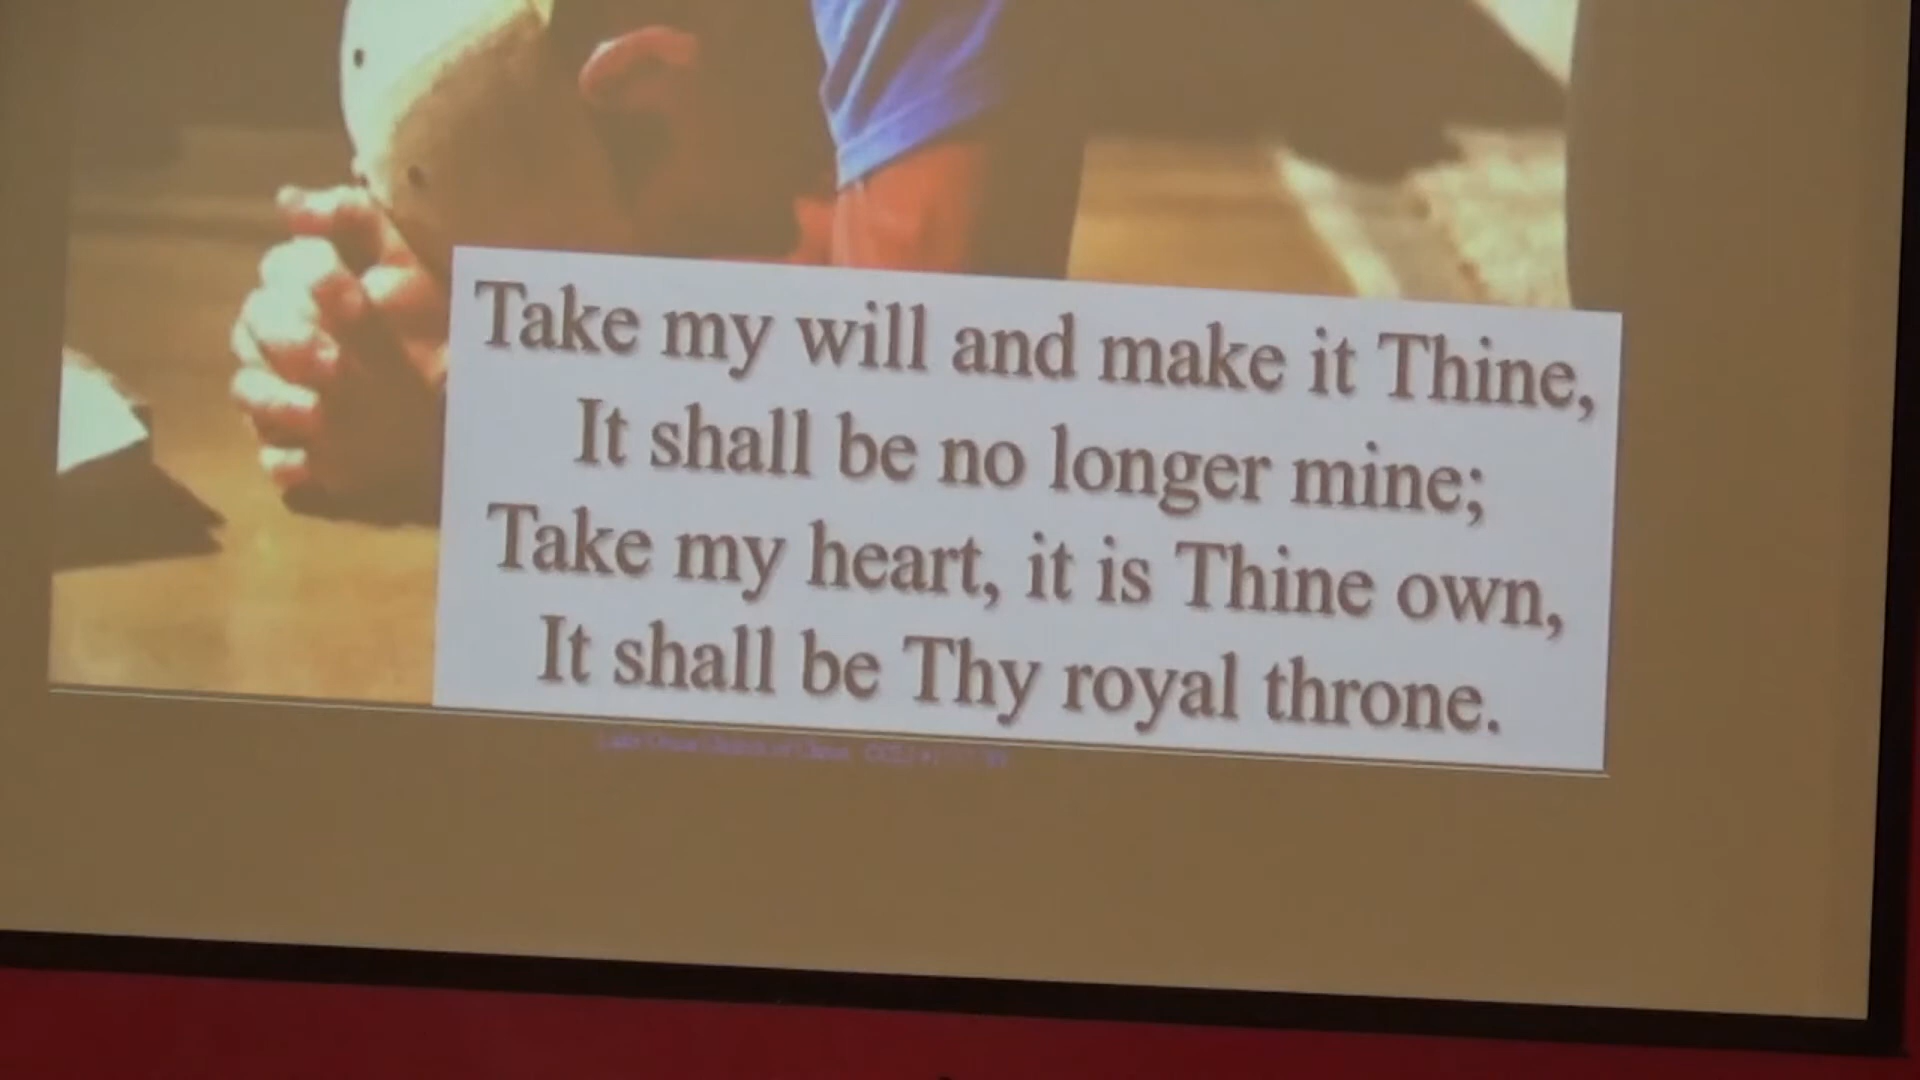 Take my will and make it Thine,
It shall be no longer mine;
Take my heart, it is Thine own,
It shall be Thy royal throne.